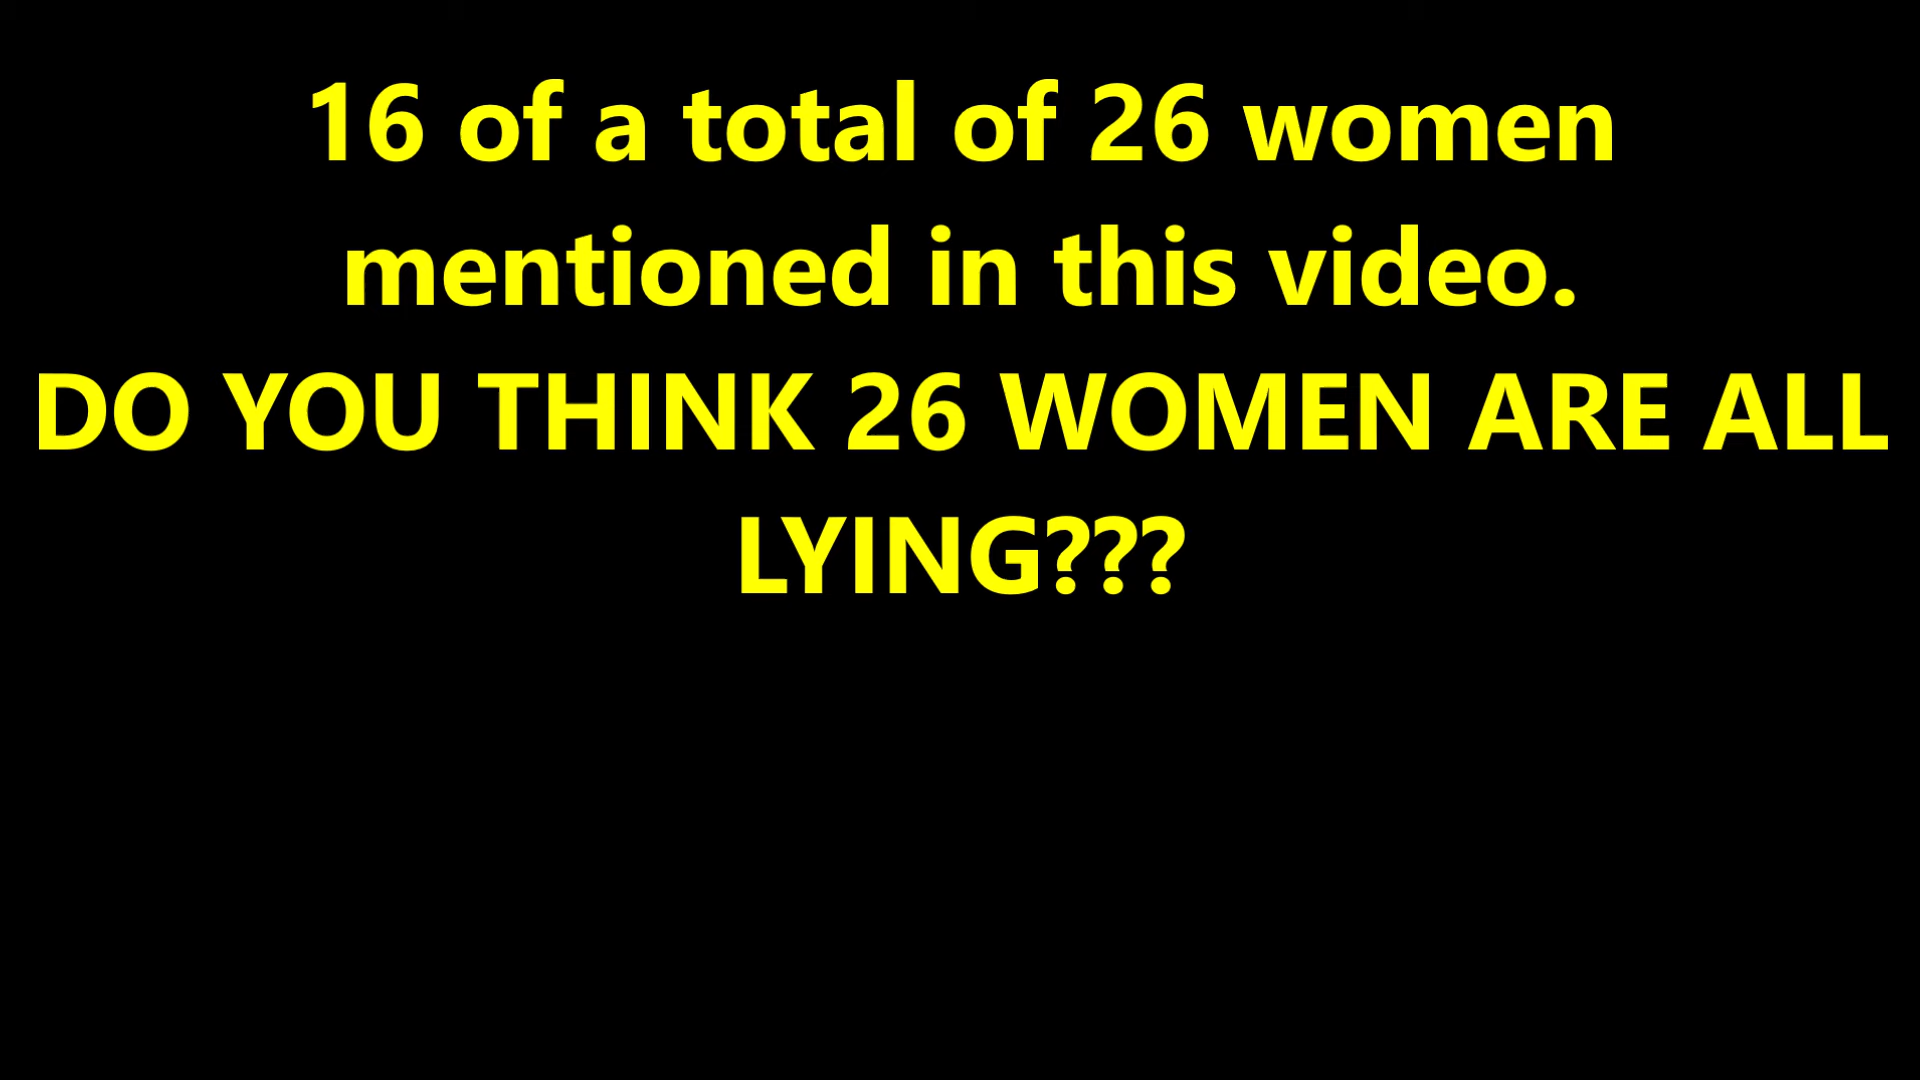 16 of a total of 26 women
mentioned in this video.
DO YOU THINK 26 WOMEN ARE ALL
LYING???